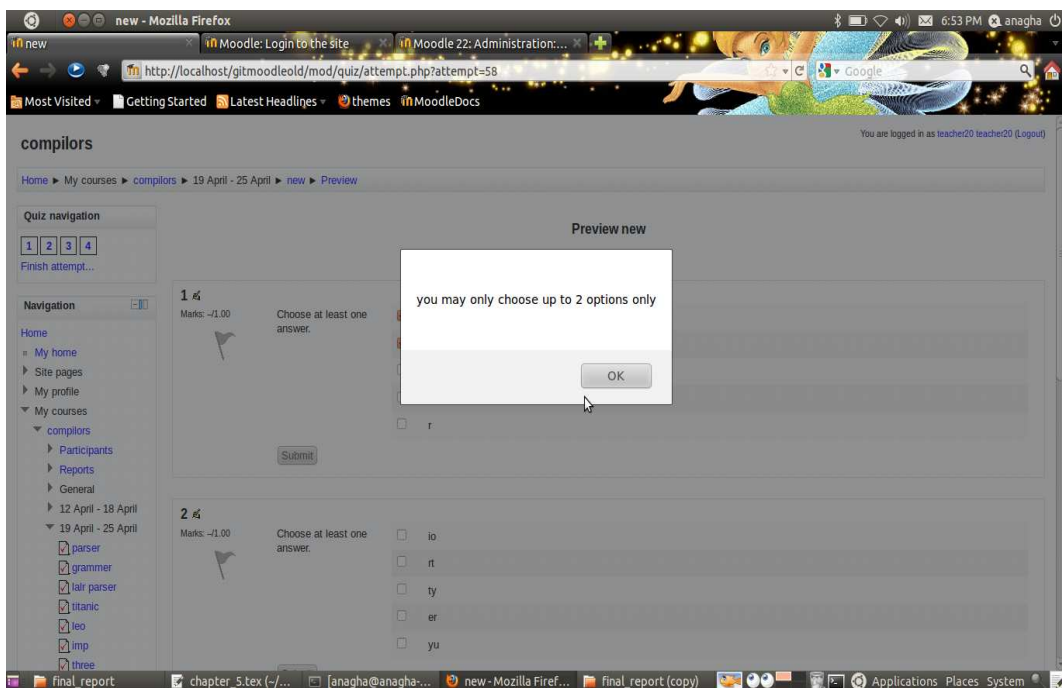 new - Mozilla Firefox
6:53 PM anagha
new
Moodle: Login to the site
Moodle 22: Administration:...
http://localhost/gitmoodleold/mod/quiz/attempt.php?attempt=58
Google
Most Visited
Getting Started
Latest Headlines
themes
MoodleDocs
compilors
You are logged in as teacher20 teacher20 (Logout)
Home ► My courses ► compilors ► 19 April - 25 April ► new ► Preview
Quiz navigation
1 2 3 4
Finish attempt...
Navigation
Home
My home
Site pages
My profile
My courses
compilors
Participants
Reports
General
12 April - 18 April
19 April - 25 April
parser
grammer
lalr parser
titanic
leo
imp
three
Preview new
1
Marks: --/1.00
Choose at least one
answer.
r
Submit
you may only choose up to 2 options only
OK
2
Marks: --/1.00
Choose at least one
answer.
io
rt
ty
er
yu
final_report
chapter_5.tex (~/...
[anagha@anagha-...
new - Mozilla Firef...
final_report (copy)
Applications Places System